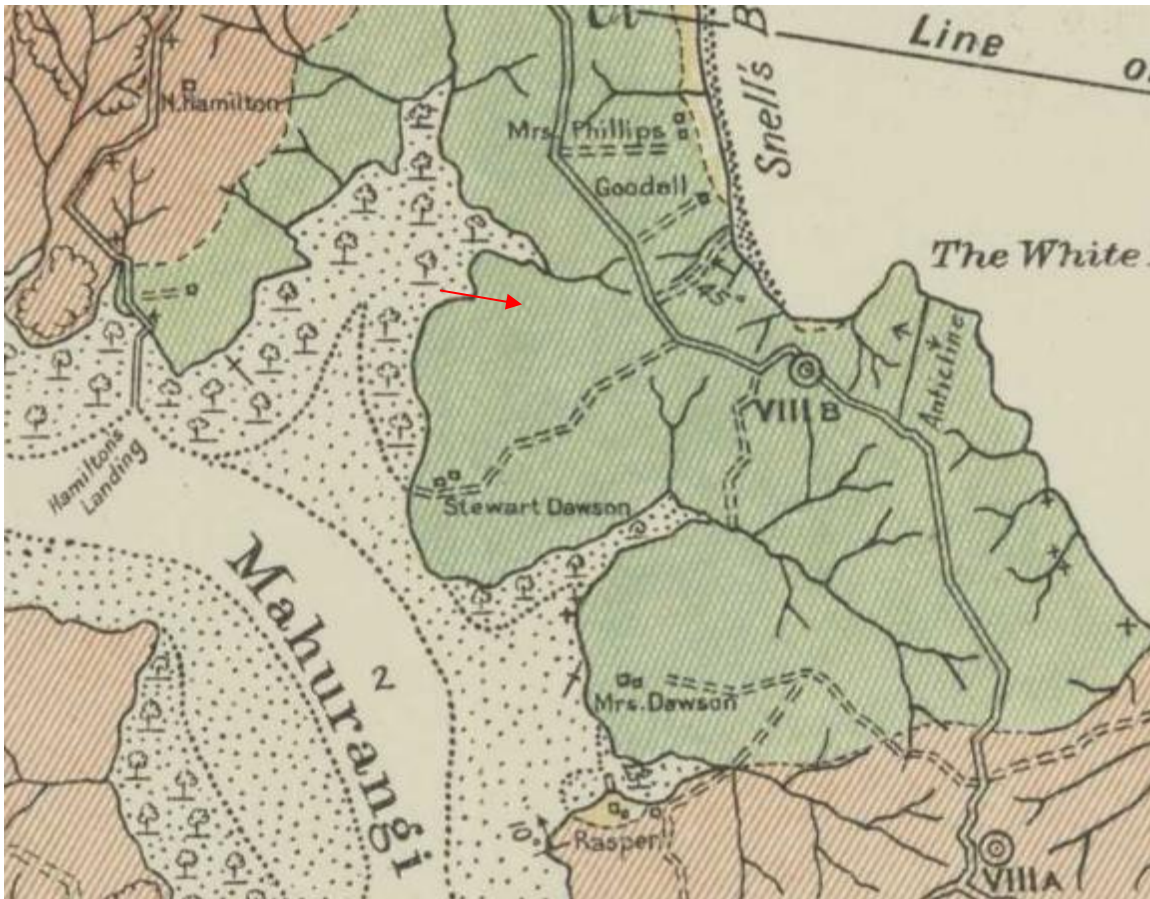 Line
Snell's B
N. Hamilton
Mrs. Phillips
Goodall
The White
45°
Anticline
VIII B
Hamilton's
Landing
Stewart Dawson
Mahurangi
2
Mrs. Dawson
10°
VIII A